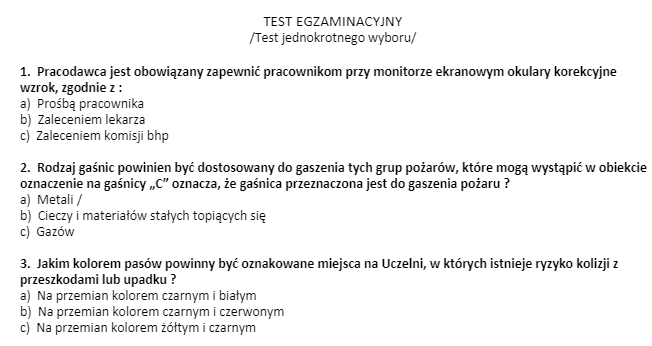 TEST EGZAMINACYJNY
/Test jednokrotnego wyboru/
1. Pracodawca jest obowiązany zapewnić pracownikom przy monitorze ekranowym okulary korekcyjne
wzrok, zgodnie z :
a) Prośbą pracownika
b) Zaleceniem lekarza
c) Zaleceniem komisji bhp
2. Rodzaj gaśnic powinien być dostosowany do gaszenia tych grup pożarów, które mogą wystąpić w obiekcie
oznaczenie na gaśnicy „C” oznacza, że gaśnica przeznaczona jest do gaszenia pożaru ?
a) Metali /
b) Cieczy i materiałów stałych topiących się
c) Gazów
3. Jakim kolorem pasów powinny być oznakowane miejsca na Uczelni, w których istnieje ryzyko kolizji z
przeszkodami lub upadku ?
a) Na przemian kolorem czarnym i białym
b) Na przemian kolorem czarnym i czerwonym
c) Na przemian kolorem żółtym i czarnym